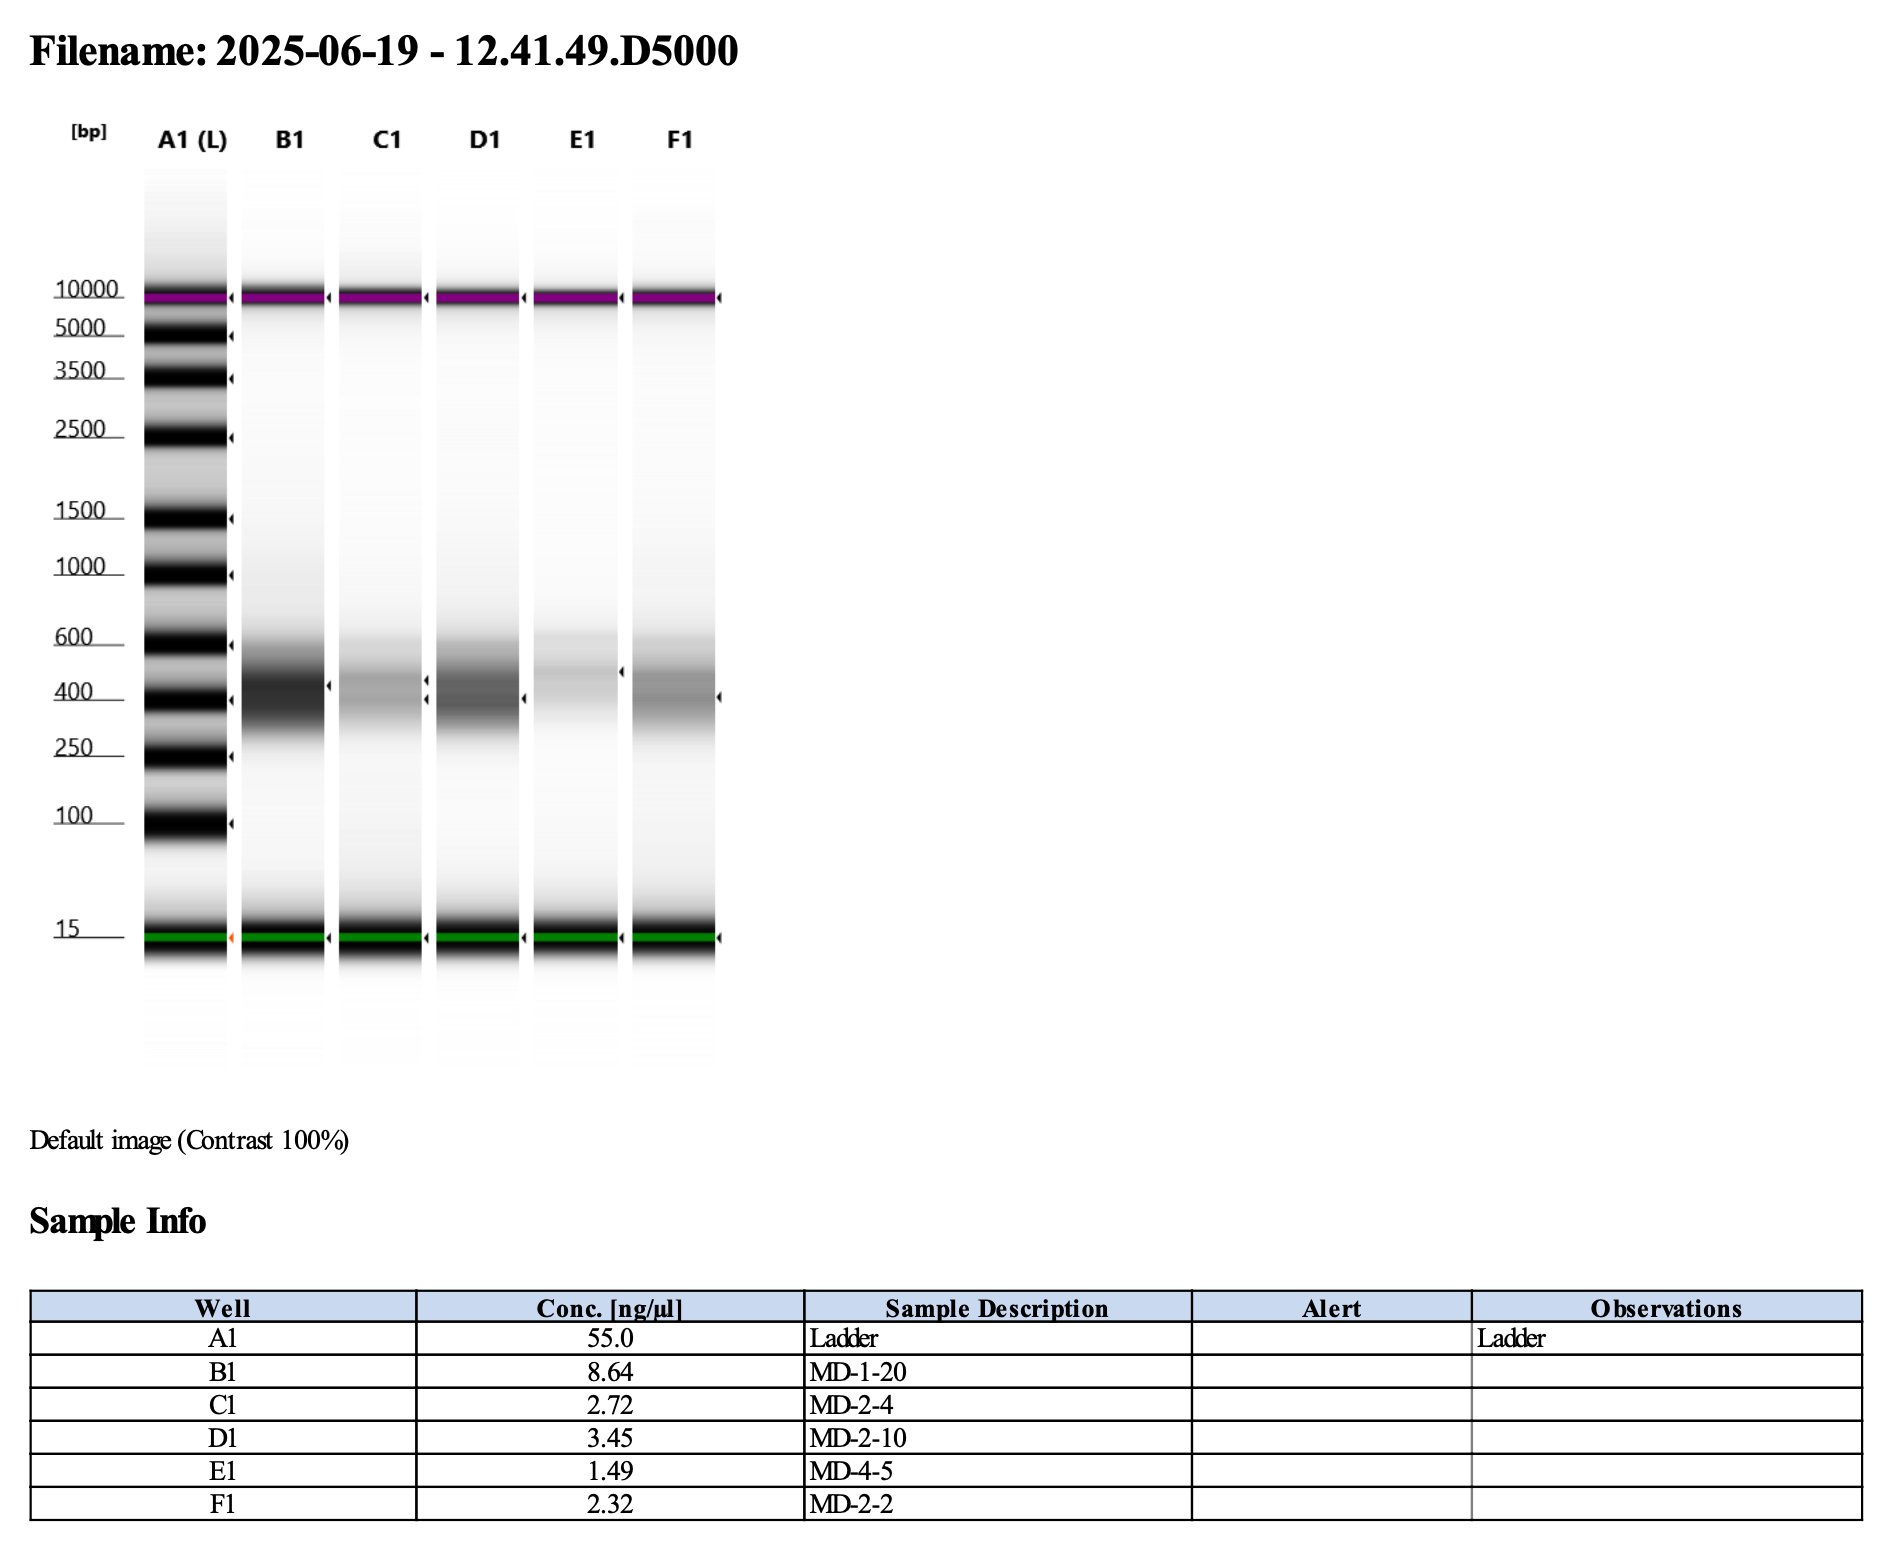 Filename: 2025-06-19 - 12.41.49.D5000
[bp] A1 (L) B1 C1 D1 E1 F1
10000
5000
3500
2500
1500
1000
600
400
250
100
15
Default image (Contrast 100%)
Sample Info
Well Conc. [ng/µl] Sample Description Alert Observations
A1 55.0 Ladder Ladder
B1 8.64 MD-1-20
C1 2.72 MD-2-4
D1 3.45 MD-2-10
E1 1.49 MD-4-5
F1 2.32 MD-2-2